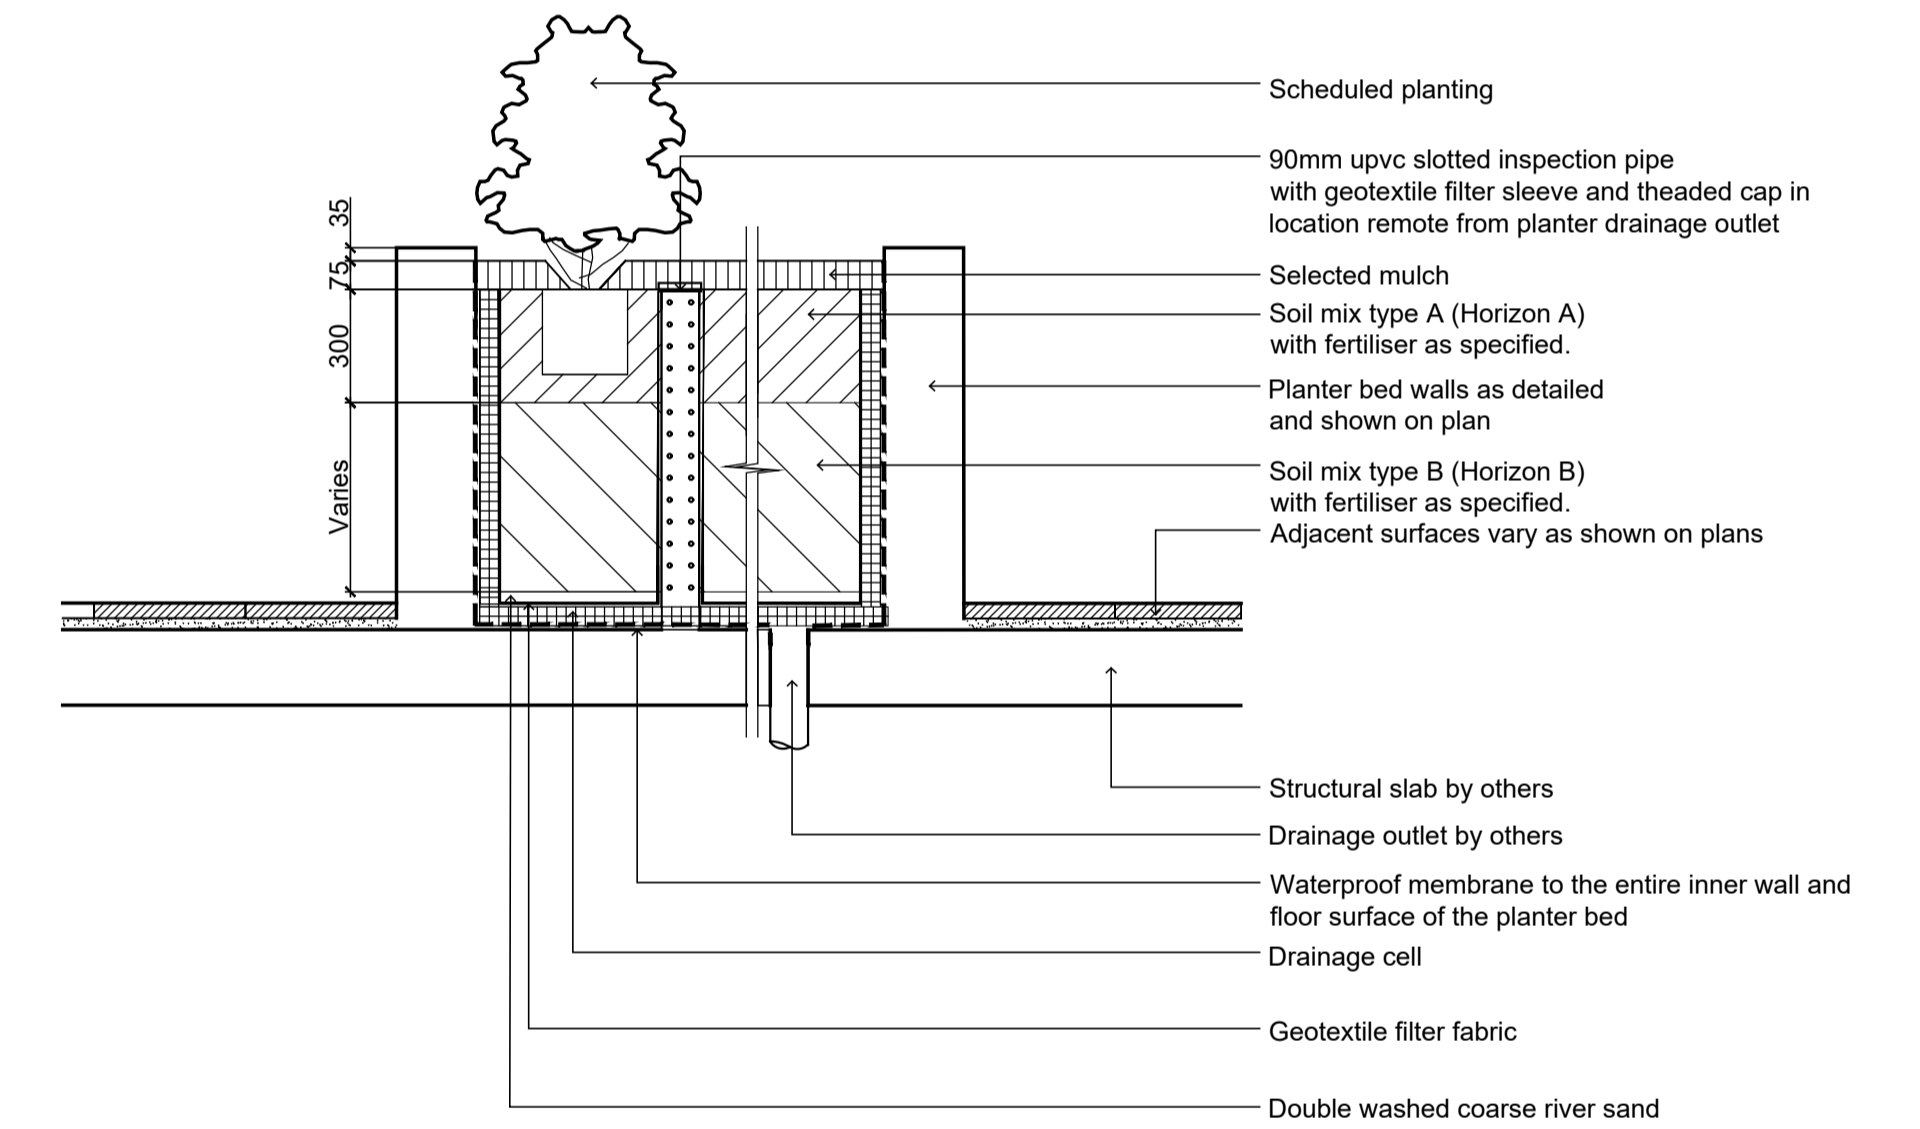 Scheduled planting
90mm upvc slotted inspection pipe
with geotextile filter sleeve and theaded cap in
location remote from planter drainage outlet
35
75
300
Varies
Selected mulch
Soil mix type A (Horizon A)
with fertiliser as specified.
Planter bed walls as detailed
and shown on plan
Soil mix type B (Horizon B)
with fertiliser as specified.
Adjacent surfaces vary as shown on plans
Structural slab by others
Drainage outlet by others
Waterproof membrane to the entire inner wall and
floor surface of the planter bed
Drainage cell
Geotextile filter fabric
Double washed coarse river sand